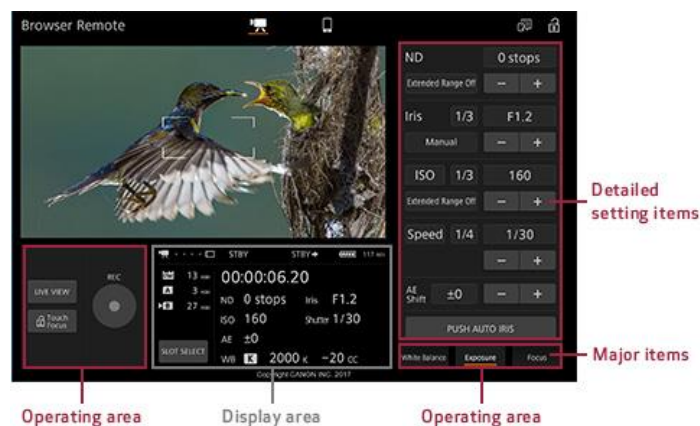 Browser Remote
ND 0 stops
Extended Range Off - +
Iris 1/3 F1.2
Manual - +
ISO 1/3 160
Extended Range Off - +
Speed 1/4 1/30
- +
AE Shift ±0 - +
PUSH AUTO IRIS
White Balance Exposure Focus
Detailed
setting items
Major items
REC
LIVE VIEW
Touch
Focus
STBY STBY 117 min
13 min
A 3 min
B 27 min
SLOT SELECT
00:00:06.20
ND 0 stops Iris F1.2
ISO 160 Shutter 1/30
AE ±0
WB K 2000 K -20 CC
Copyright CANON INC. 2017
Operating area
Display area
Operating area